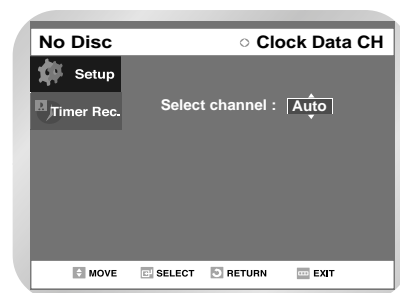 No Disc
Clock Data CH
Setup
Timer Rec.
Select channel : Auto
MOVE SELECT RETURN EXIT